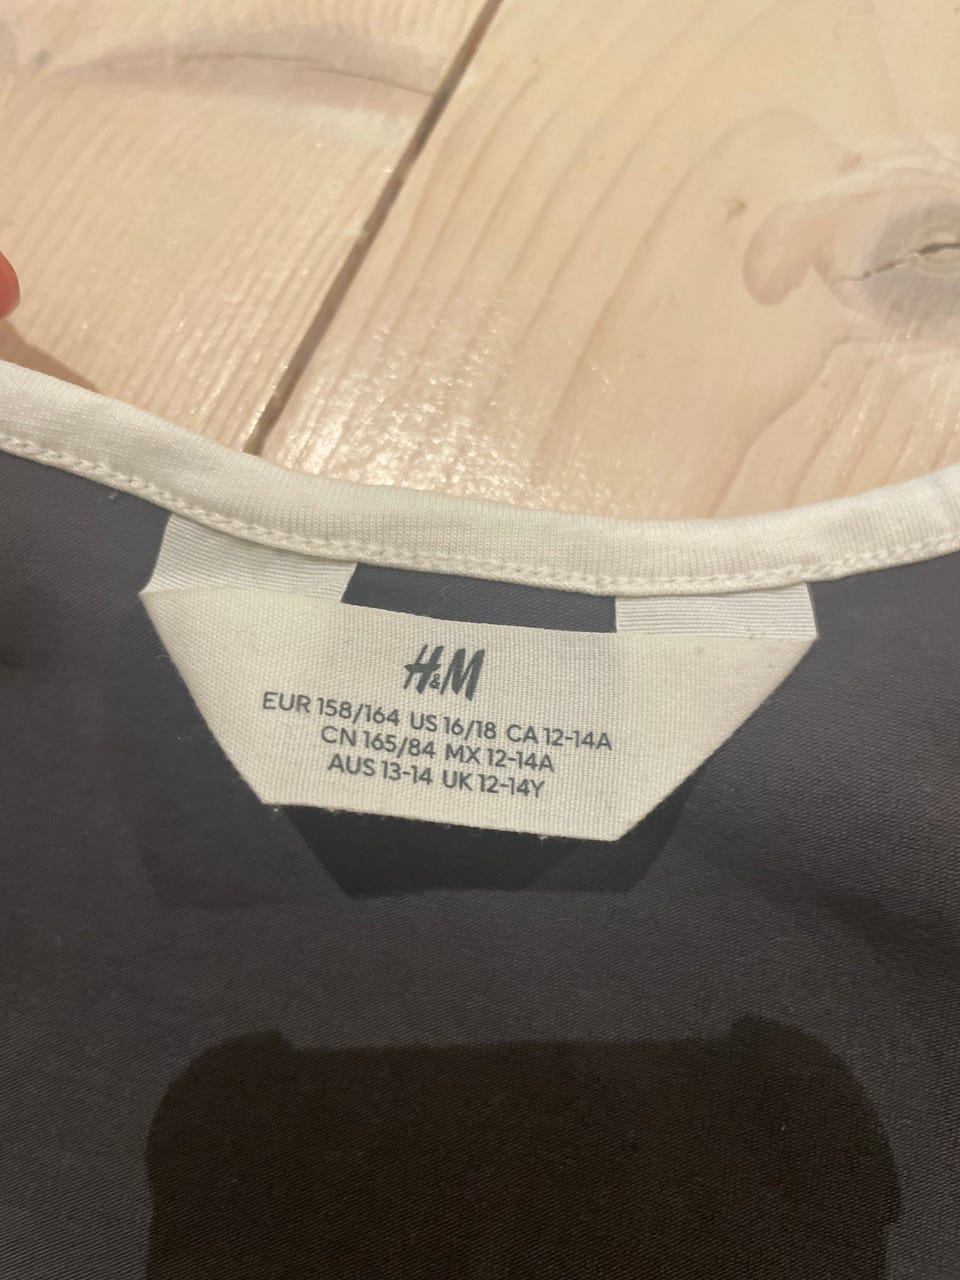 H&M
EUR 158/164 US 16/18 CA 12-14A
CN 165/84 MX 12-14A
AUS 13-14 UK 12-14Y